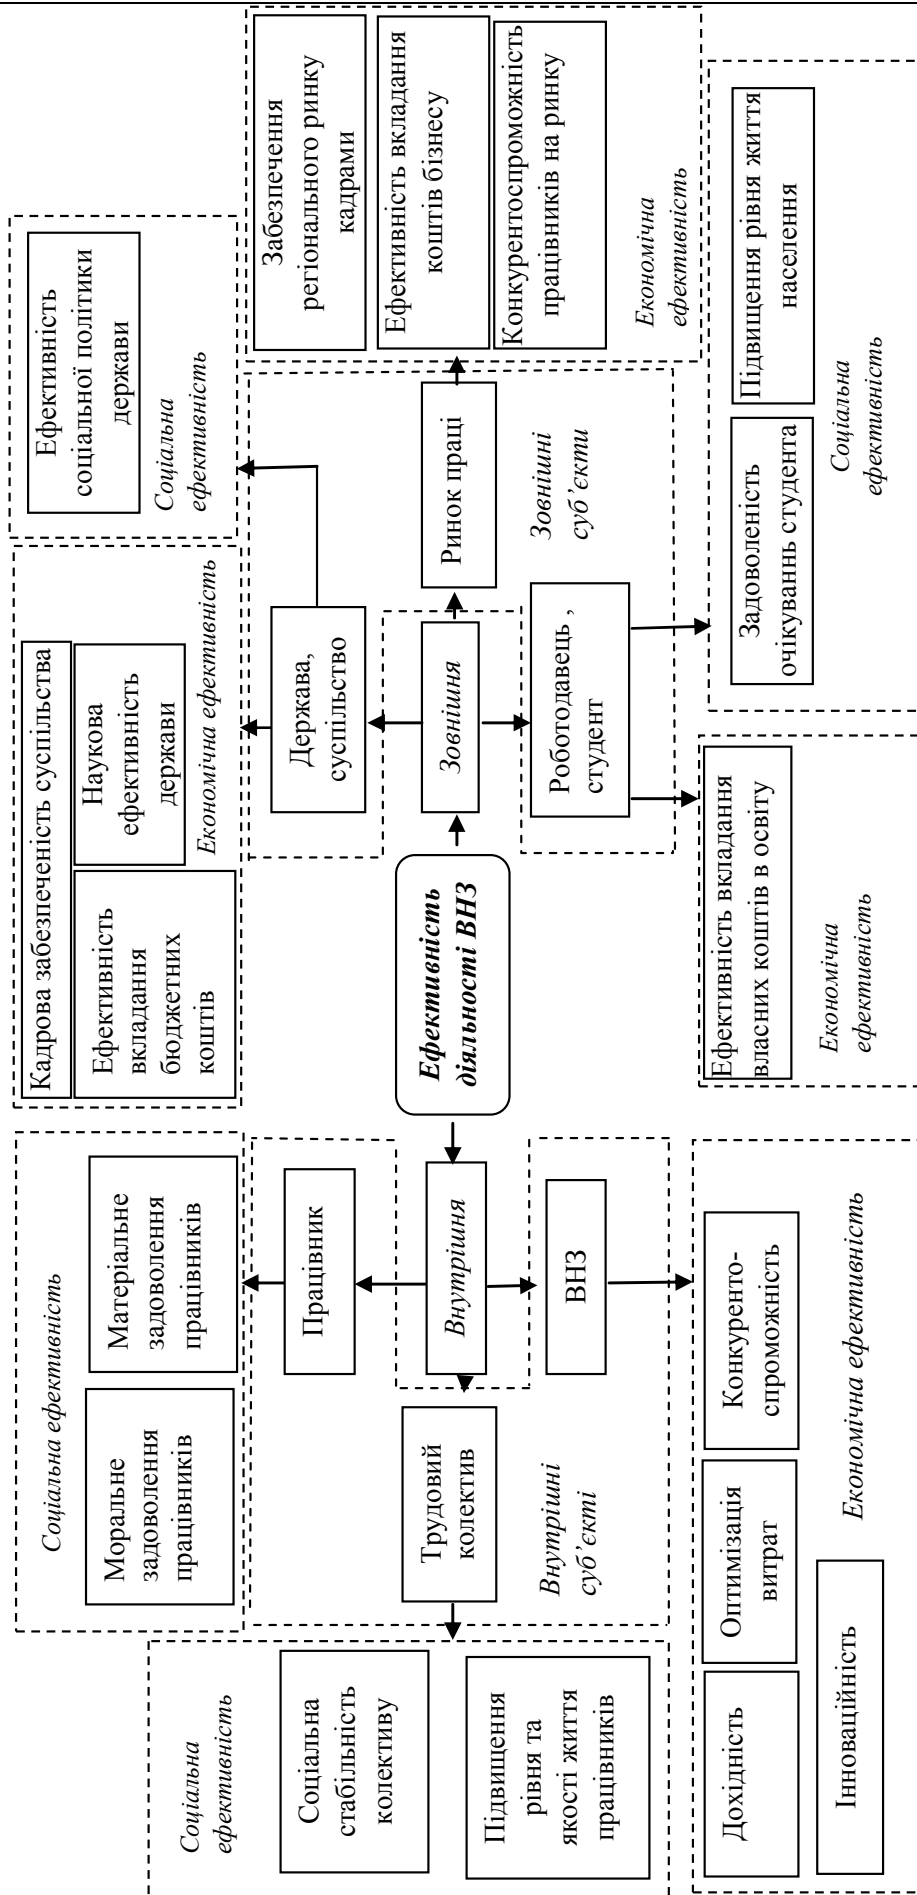 Соціальна
ефективність
Соціальна
стабільність
колективу
Підвищення
рівня та
якості життя
працівників
Соціальна ефективність
Моральне
задоволення
працівників
Матеріальне
задоволення
працівників
Кадрова забезпеченість суспільства
Ефективність
вкладання
бюджетних
коштів
Наукова
ефективність
держави
Економічна ефективність
Ефективність
соціальної політики
держави
Соціальна
ефективність
Працівник
Держава,
суспільство
Забезпечення
регіонального ринку
кадрами
Ефективність вкладання
коштів бізнесу
Конкурентоспроможність
працівників на ринку
Економічна
ефективність
Трудовий
колектив
Внутрішня
Ефективність
діяльності ВНЗ
Зовнішня
Ринок праці
Внутрішні
суб’єкті
ВНЗ
Роботодавець ,
студент
Зовнішні
суб’єкти
Дохідність
Оптимізація
витрат
Конкуренто-
спроможність
Інноваційність
Економічна ефективність
Ефективність вкладання
власних коштів в освіту
Економічна
ефективність
Задоволеність
очікуваннь студента
Підвищення рівня життя
населення
Соціальна
ефективність